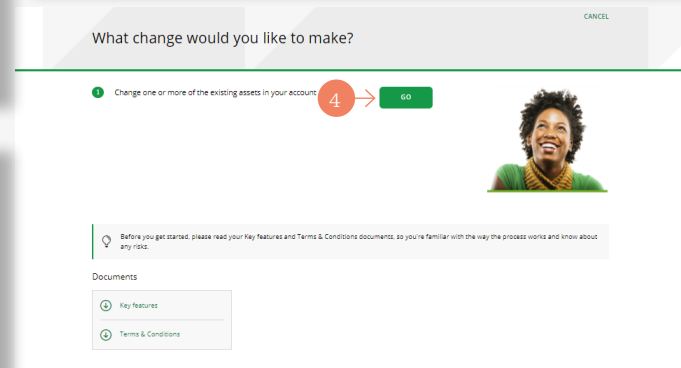 CANCEL
What change would you like to make?
1 Change one or more of the existing assets in your account 4 GO
Before you get started, please read your Key features and Terms & Conditions documents, so you're familiar with the way the process works and know about
any risks.
Documents
Key features
Terms & Conditions